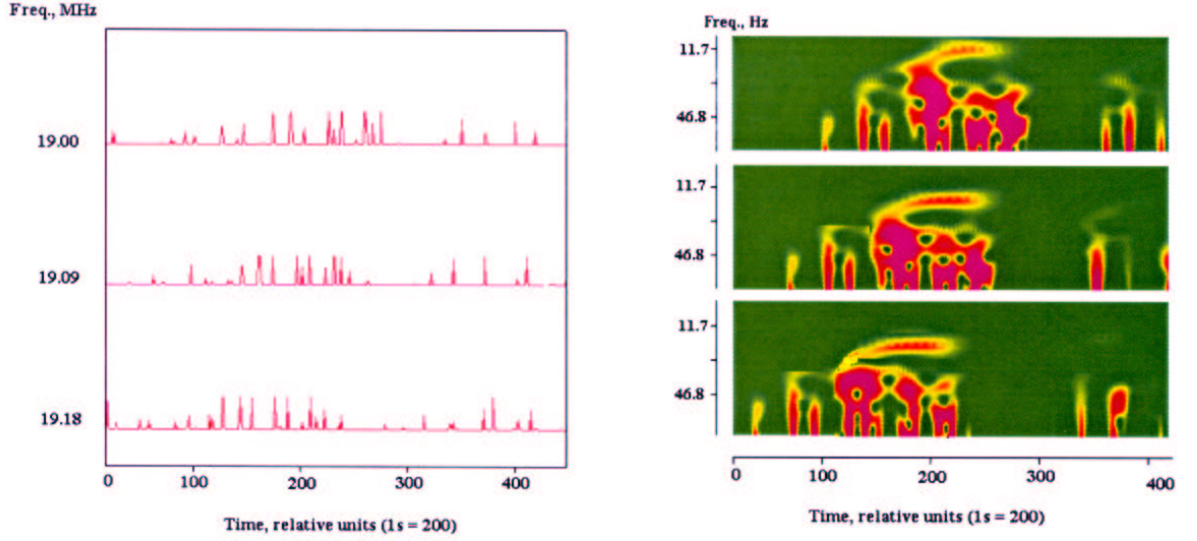 Freq., MHz
19.00
19.09
19.18
0 100 200 300 400
Time, relative units (1s = 200)
Freq., Hz
11.7
46.8
11.7
46.8
11.7
46.8
0 100 200 300 400
Time, relative units (1s = 200)